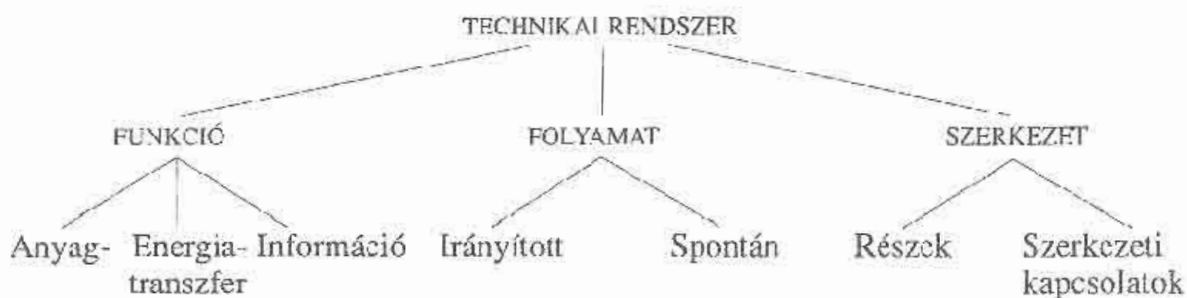 TECHNIKAI RENDSZER
FUNKCIÓ FOLYAMAT SZERKEZET
Anyag- Energia- Információ Irányított Spontán Részek Szerkezeti
transzfer kapcsolatok